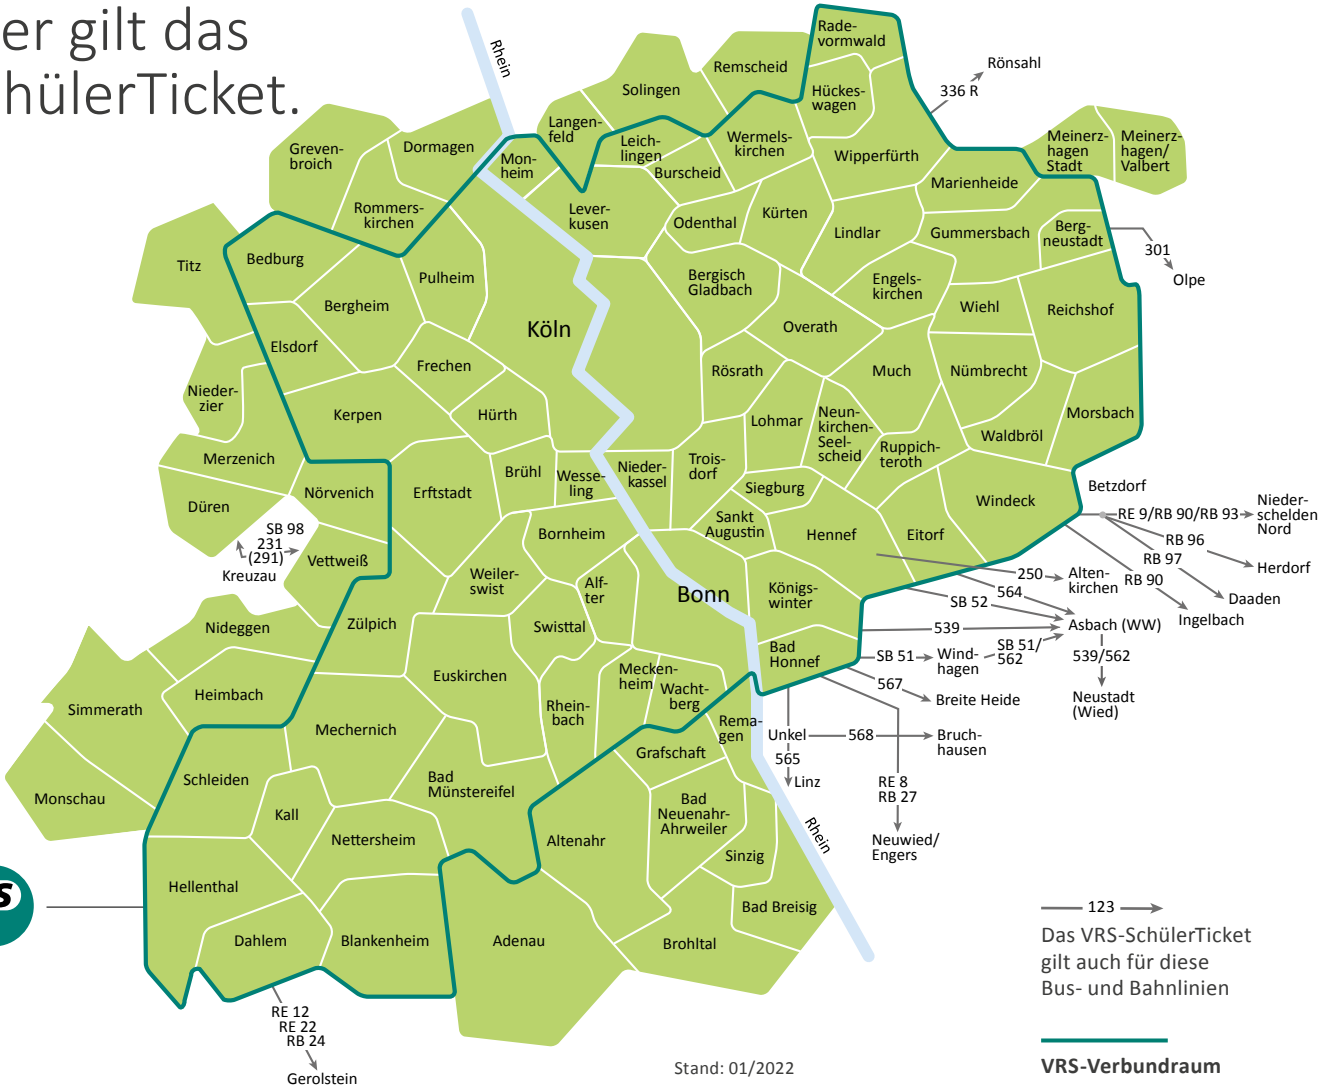 er gilt das
hülerTicket.
Rhein
Rade-
vormwald
Rönsahl
336 R
Remscheid
Solingen
Hückes-
wagen
Langen-
feld
Leich-
lingen
Wermels-
kirchen
Meinerz-
hagen
Stadt
Meinerz-
hagen/
Valbert
Greven-
broich
Dormagen
Mon-
heim
Burscheid
Wipperfürth
Marienheide
Rommers-
kirchen
Lever-
kusen
Odenthal
Kürten
Lindlar
Gummersbach
Berg-
neustadt
301
Olpe
Titz
Bedburg
Pulheim
Bergisch
Gladbach
Engels-
kirchen
Bergheim
Wiehl
Reichshof
Köln
Overath
Elsdorf
Frechen
Rösrath
Much
Nümbrecht
Nieder-
zier
Kerpen
Hürth
Lohmar
Neun-
kirchen-
Seel-
scheid
Morsbach
Waldbröl
Ruppich-
teroth
Merzenich
Nörvenich
Erftstadt
Brühl
Wesse-
ling
Nieder-
kassel
Trois-
dorf
Siegburg
Windeck
Betzdorf
RE 9/RB 90/RB 93
Nieder-
schelden
Nord
Düren
Sankt
Augustin
Hennef
Eitorf
RB 96
Herdorf
SB 98
231
(291)
Kreuzau
Vettweiß
Bornheim
RB 97
Daaden
RB 90
Ingelbach
Weiler-
swist
Alf-
ter
Bonn
Königs-
winter
250
Alten-
kirchen
564
SB 52
Asbach (WW)
Nideggen
Zülpich
Swisttal
539
Bad
Honnef
SB 51
Wind-
hagen
SB 51/
562
539/562
Neustadt
(Wied)
Heimbach
Euskirchen
Mecken-
heim
Wacht-
berg
567
Breite Heide
Simmerath
Rhein-
bach
Mechernich
Rema-
gen
Unkel
568
Bruch-
hausen
Grafschaft
565
Linz
Schleiden
Bad
Münstereifel
RE 8
RB 27
Neuwied/
Engers
Monschau
Kall
Bad
Neuenahr-
Ahrweiler
Rhein
Nettersheim
Altenahr
Sinzig
Hellenthal
s
Bad Breisig
Dahlem
Blankenheim
Adenau
Brohltal
RE 12
RE 22
RB 24
Gerolstein
123
Das VRS-SchülerTicket
gilt auch für diese
Bus- und Bahnlinien
VRS-Verbundraum
Stand: 01/2022